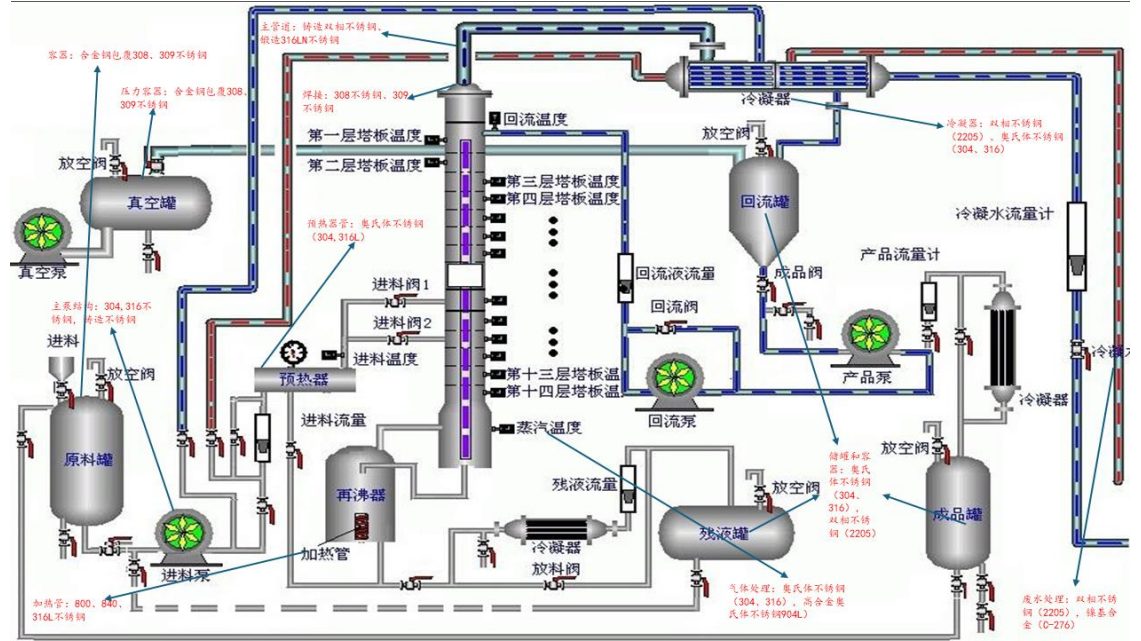 主管道：铸造双相不锈钢、
锻造316LN不锈钢
容器：合金钢包覆308、309不锈钢
压力容器：合金钢包覆308、
309不锈钢
焊接：308不锈钢、309
不锈钢
冷凝器
冷凝器：双相不锈钢
（2205），奥氏体不锈钢
（304、316）
回流温度
第一层塔板温度
第二层塔板温度
放空阀
放空阀
真空罐
真空泵
第三层塔板温度
第四层塔板温度
回流罐
冷凝水流量计
预热器管：奥氏体不锈钢
（304,316L）
产品流量计
成品阀
回流液流量
回流阀
进料阀1
进料阀2
进料温度
主泵结构：304,316不
锈钢，铸造不锈钢
进料
放空阀
预热器
产品泵
冷凝器
第十三层塔板温
第十四层塔板温
回流泵
进料流量
蒸汽温度
原料罐
再沸器
加热管
进料泵
残液流量
冷凝器
放料阀
放空阀
残液罐
储罐和容
器：奥氏
体不锈钢
（304、
316），
双相不锈
钢（2205）
放空阀
成品罐
加热管：800、840、
316L不锈钢
气体处理：奥氏体不锈钢
（304, 316），高合金奥
氏体不锈钢904L）
废水处理：双相不锈
钢（2205），镍基合
金（C-276）